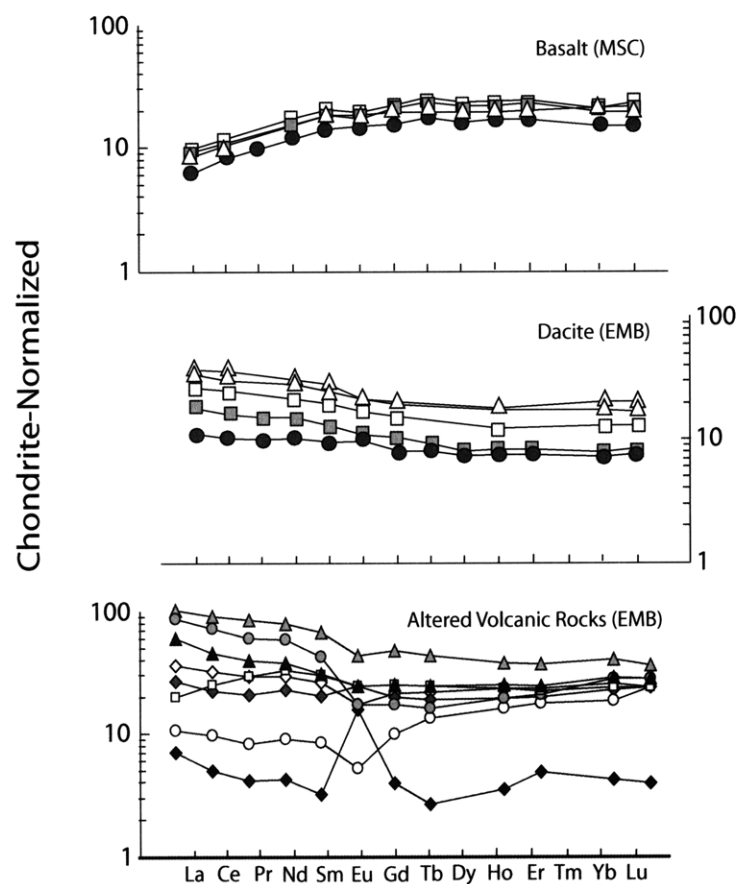 100
Basalt (MSC)
10
1
Chondrite-Normalized
100
Dacite (EMB)
10
1
100
Altered Volcanic Rocks (EMB)
10
1
La Ce Pr Nd Sm Eu Gd Tb Dy Ho Er Tm Yb Lu